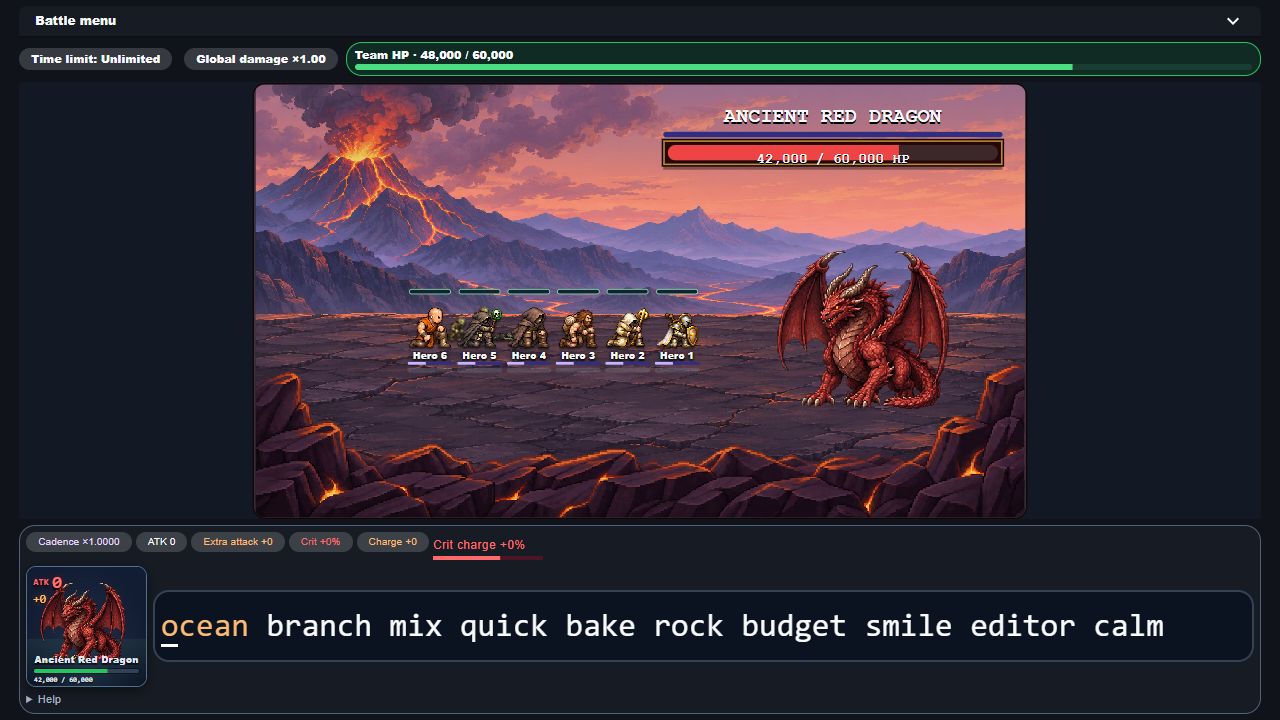 Battle menu
Time limit: Unlimited
Global damage ×1.00
Team HP · 48,000 / 60,000
ANCIENT RED DRAGON
42,000 / 60,000 HP
Hero 6 Hero 5 Hero 4 Hero 3 Hero 2 Hero 1
Cadence ×1.0000
ATK 0
Extra attack +0
Crit +0%
Charge +0
Crit charge +0%
ATK 0
+0
Ancient Red Dragon
42,000 / 60,000
ocean branch mix quick bake rock budget smile editor calm
Help